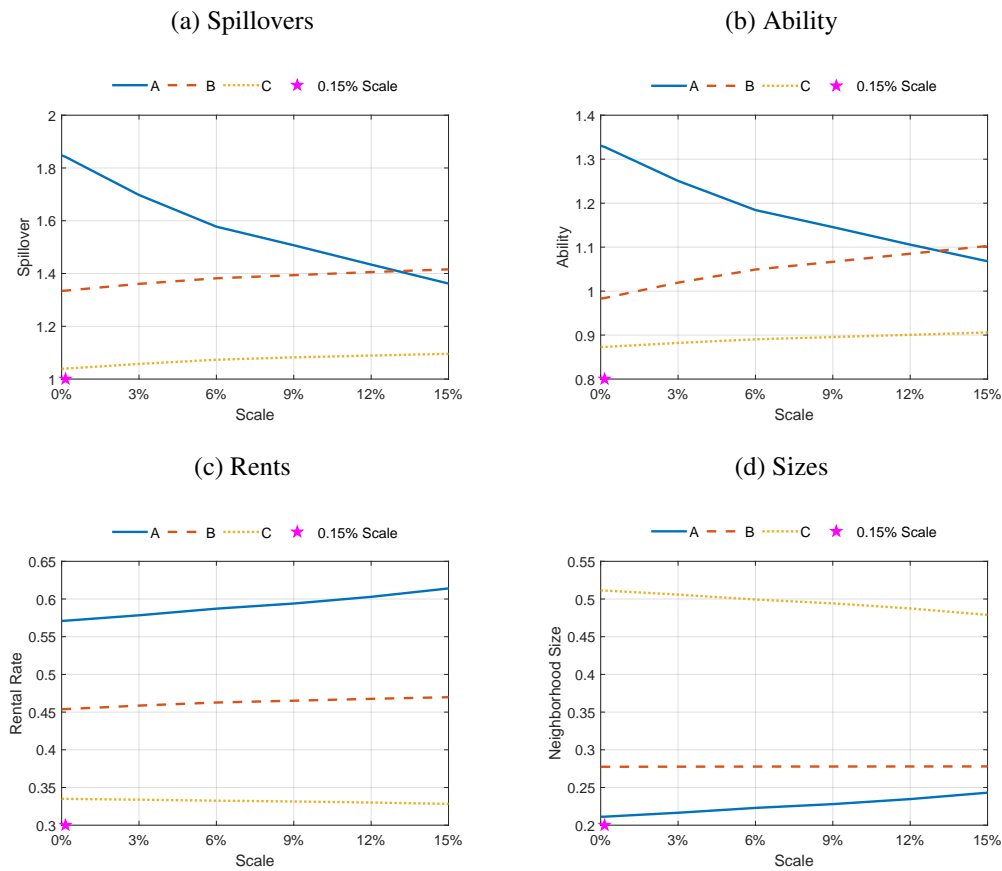 (a) Spillovers
A B C 0.15% Scale
2
1.8
1.6
1.4
1.2
1
Spillover
0% 3% 6% 9% 12% 15%
Scale
(b) Ability
A B C 0.15% Scale
1.4
1.3
1.2
1.1
1
0.9
0.8
Ability
0% 3% 6% 9% 12% 15%
Scale
(c) Rents
A B C 0.15% Scale
0.65
0.6
0.55
0.5
0.45
0.4
0.35
0.3
Rental Rate
0% 3% 6% 9% 12% 15%
Scale
(d) Sizes
A B C 0.15% Scale
0.55
0.5
0.45
0.4
0.35
0.3
0.25
0.2
Neighborhood Size
0% 3% 6% 9% 12% 15%
Scale